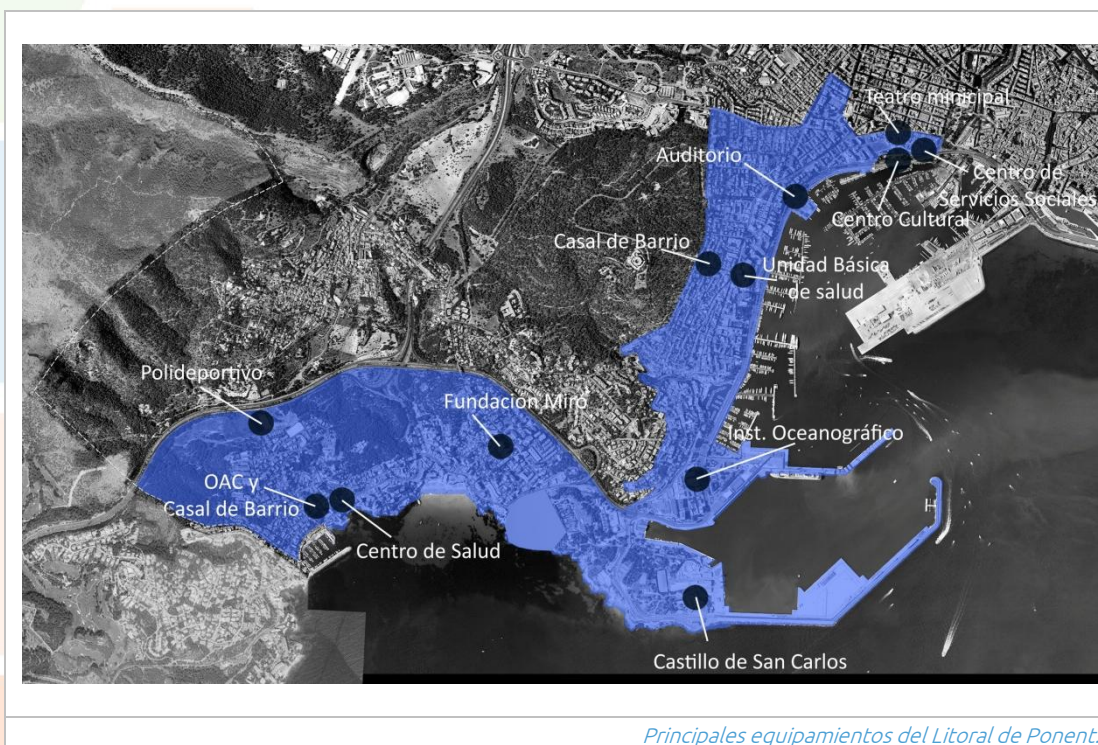 Teatro minicipal
Auditorio
Centro de
Servicios Sociales
Centro Cultural
Casal de Barrio
Unidad Básica
de salud
Polideportivo
Fundación Miró
Inst. Oceanográfico
OAC y
Casal de Barrio
Centro de Salud
Castillo de San Carlos
Principales equipamientos del Litoral de Ponent.